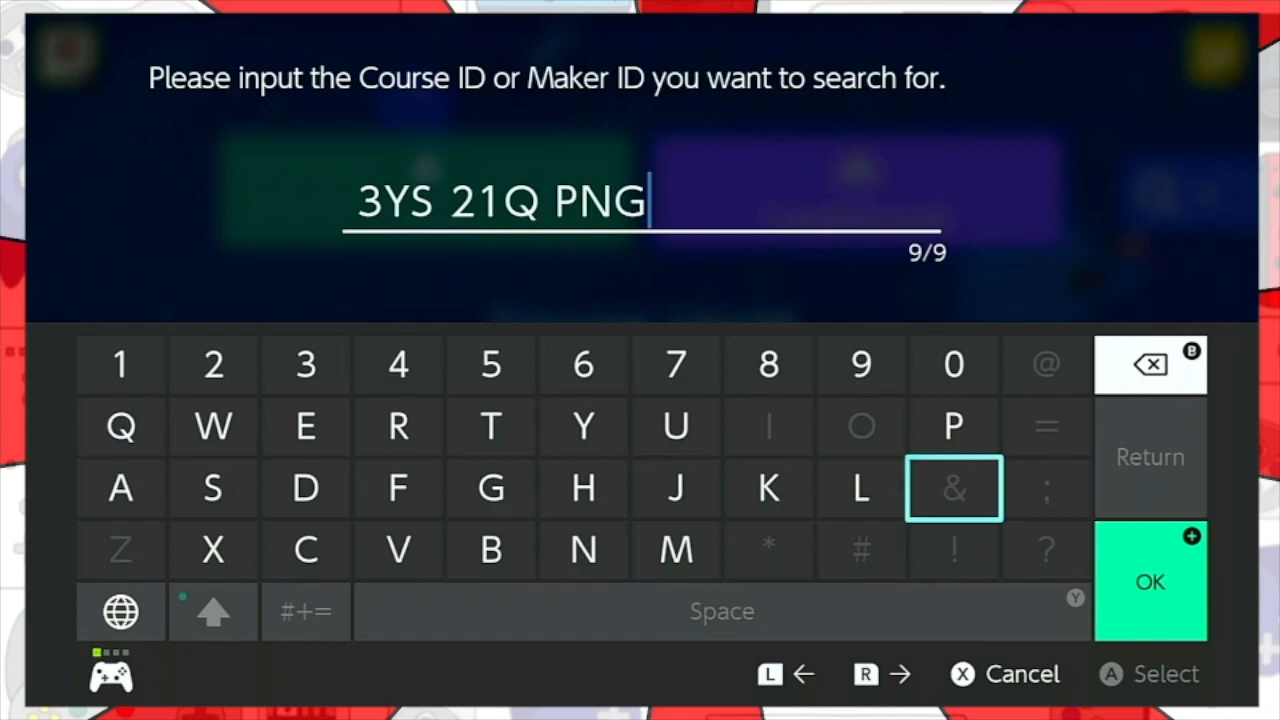 Please input the Course ID or Maker ID you want to search for.
3YS 21Q PNG
9/9
1 2 3 4 5 6 7 8 9 0 @ B
Q W E R T Y U I O P = Return
A S D F G H J K L & ;
Z X C V B N M * # ! ? + OK
#+= Space Y
L ← R → X Cancel A Select